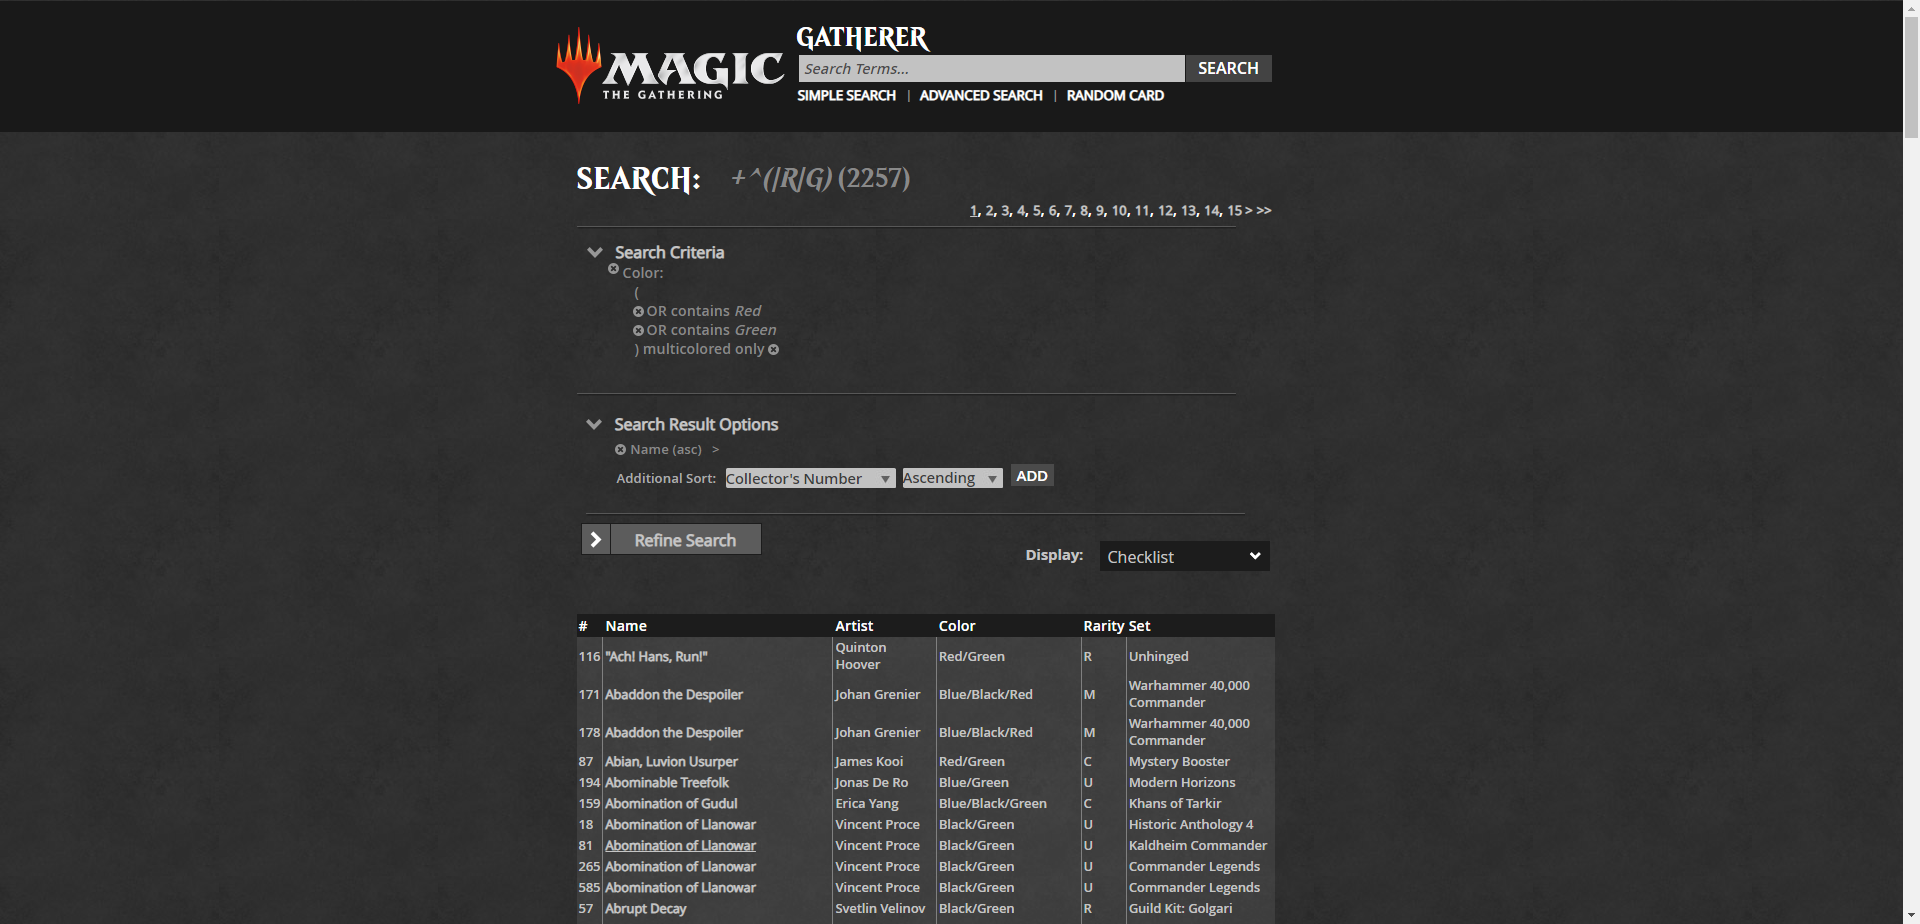 MAGIC
THE GATHERING
GATHERER
Search Terms... SEARCH
SIMPLE SEARCH | ADVANCED SEARCH | RANDOM CARD
SEARCH: +^(|R|G) (2257)
1, 2, 3, 4, 5, 6, 7, 8, 9, 10, 11, 12, 13, 14, 15 > >>
Search Criteria
Color:
(
OR contains Red
OR contains Green
) multicolored only
Search Result Options
Name (asc) >
Additional Sort: Collector's Number Ascending ADD
Refine Search
Display: Checklist
# Name Artist Color Rarity Set
116 "Ach! Hans, Run!" Quinton Hoover Red/Green R Unhinged
171 Abaddon the Despoiler Johan Grenier Blue/Black/Red M Warhammer 40,000 Commander
178 Abaddon the Despoiler Johan Grenier Blue/Black/Red M Warhammer 40,000 Commander
87 Abian, Luvion Usurper James Kooi Red/Green C Mystery Booster
194 Abominable Treefolk Jonas De Ro Blue/Green U Modern Horizons
159 Abomination of Gudul Erica Yang Blue/Black/Green C Khans of Tarkir
18 Abomination of Llanowar Vincent Proce Black/Green U Historic Anthology 4
81 Abomination of Llanowar Vincent Proce Black/Green U Kaldheim Commander
265 Abomination of Llanowar Vincent Proce Black/Green U Commander Legends
585 Abomination of Llanowar Vincent Proce Black/Green U Commander Legends
57 Abrupt Decay Svetlin Velinov Black/Green R Guild Kit: Golgari